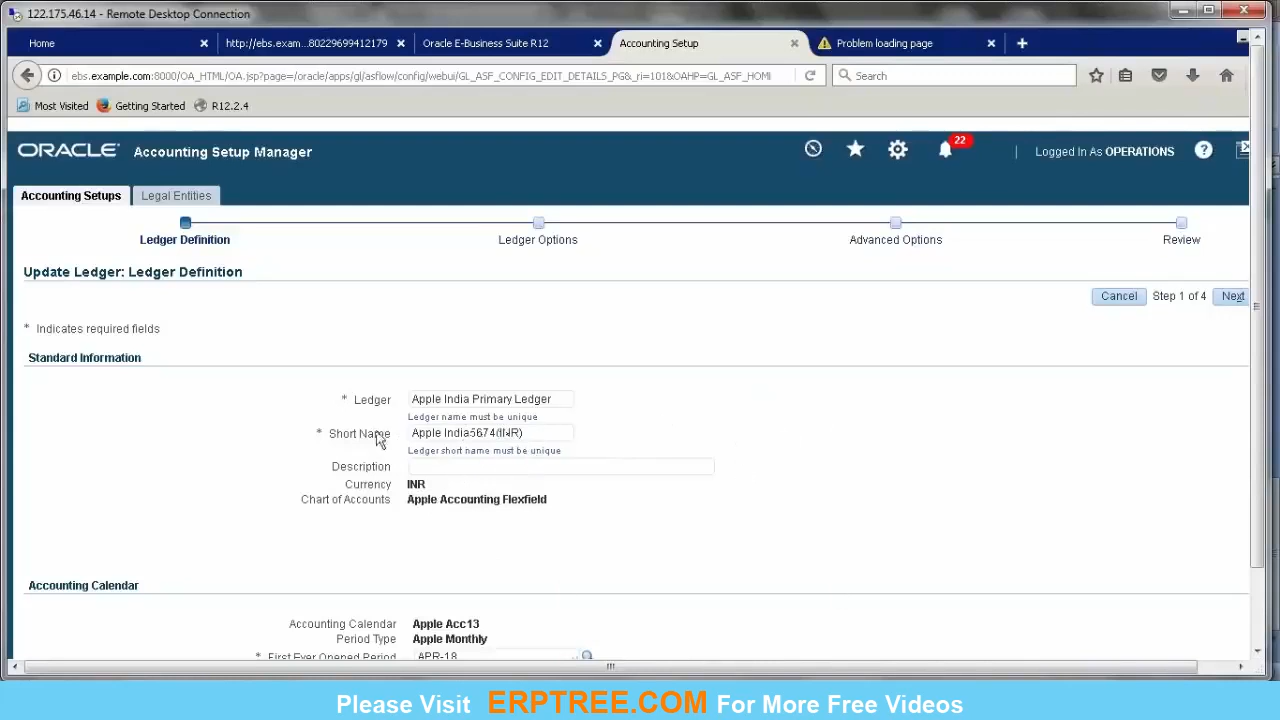 122.175.46.14 - Remote Desktop Connection
Home
http://ebs.exam...80229699412179
Oracle E-Business Suite R12
Accounting Setup
Problem loading page
ebs.example.com:8000/OA_HTML/OA.jsp?page=/oracle/apps/gl/asflow/config/webui/GL_ASF_CONFIG_EDIT_DETAILS_PG&_ri=101&OAHP=GL_ASF_HOM
Search
Most Visited
Getting Started
R12.2.4
ORACLE
Accounting Setup Manager
22
Logged In As OPERATIONS
Accounting Setups
Legal Entities
Ledger Definition
Ledger Options
Advanced Options
Review
Update Ledger: Ledger Definition
Cancel
Step 1 of 4
Next
* Indicates required fields
Standard Information
* Ledger
Apple India Primary Ledger
Ledger name must be unique
* Short Name
Apple India5674(INR)
Ledger short name must be unique
Description
Currency
INR
Chart of Accounts
Apple Accounting Flexfield
Accounting Calendar
Accounting Calendar
Apple Acc13
Period Type
Apple Monthly
* First Ever Opened Period
APR-18
Please Visit ERPTREE.COM For More Free Videos